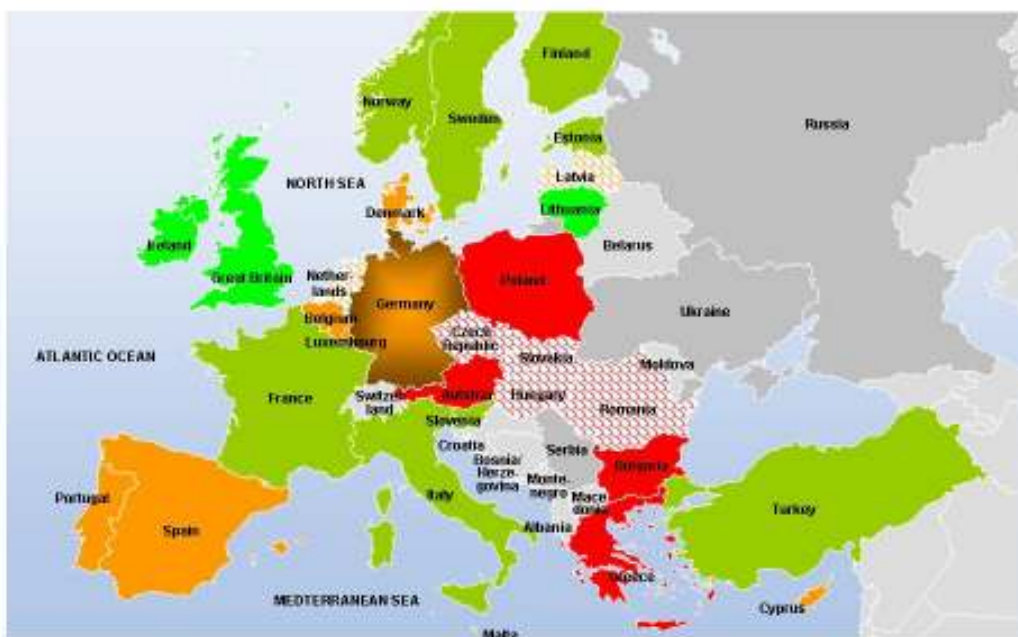 Finland
Norway
Sweden
Russia
Estonia
Latvia
NORTH SEA
Lithuania
Denmark
Ireland
Belarus
Great Britain
Nether-
lands
Germany
Poland
Ukraine
Belgium
Luxembourg
Czech
Republic
ATLANTIC OCEAN
Slovakia
Moldova
France
Switzer-
land
Austria
Hungary
Romania
Slovenia
Croatia
Serbia
Bosnia/
Herze-
govina
Bulgaria
Monte-
negro
Portugal
Italy
Mace
donia
Spain
Albania
Turkey
Greece
MEDITERRANEAN SEA
Cyprus
Malta